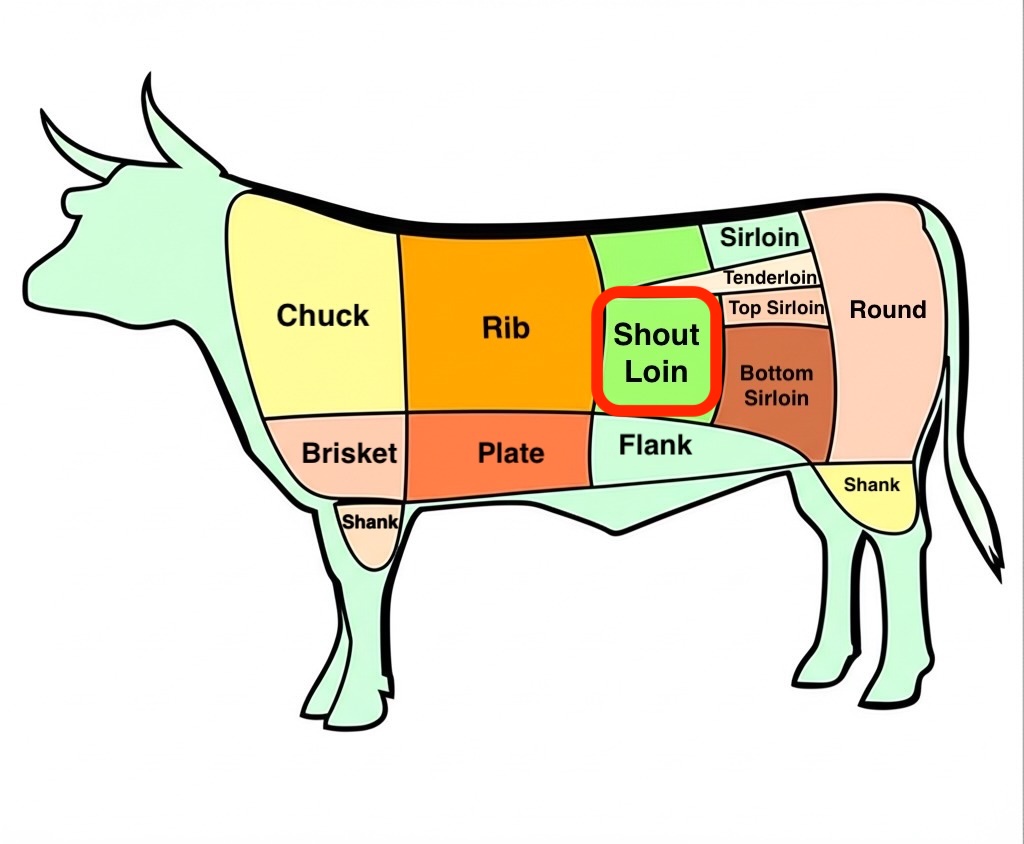 Sirloin
Tenderloin
Top Sirloin
Round
Chuck
Rib
Shout
Loin
Bottom
Sirloin
Brisket
Plate
Flank
Shank
Shank